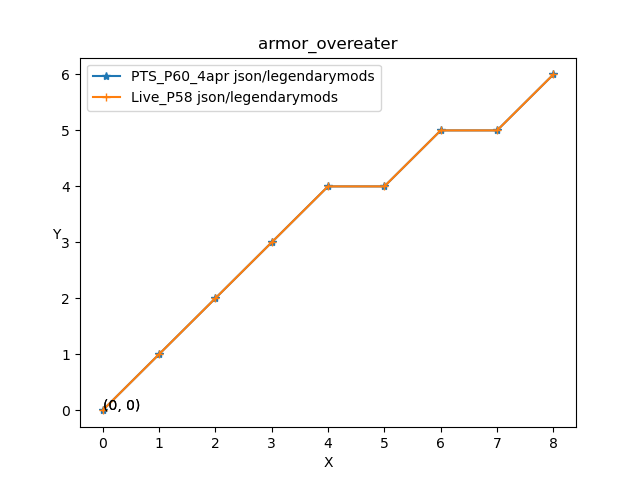 armor_overeater
PTS_P60_4apr json/legendarymods
Live_P58 json/legendarymods
6
5
4
Y
3
2
1
0
(0, 0)
0 1 2 3 4 5 6 7 8
X